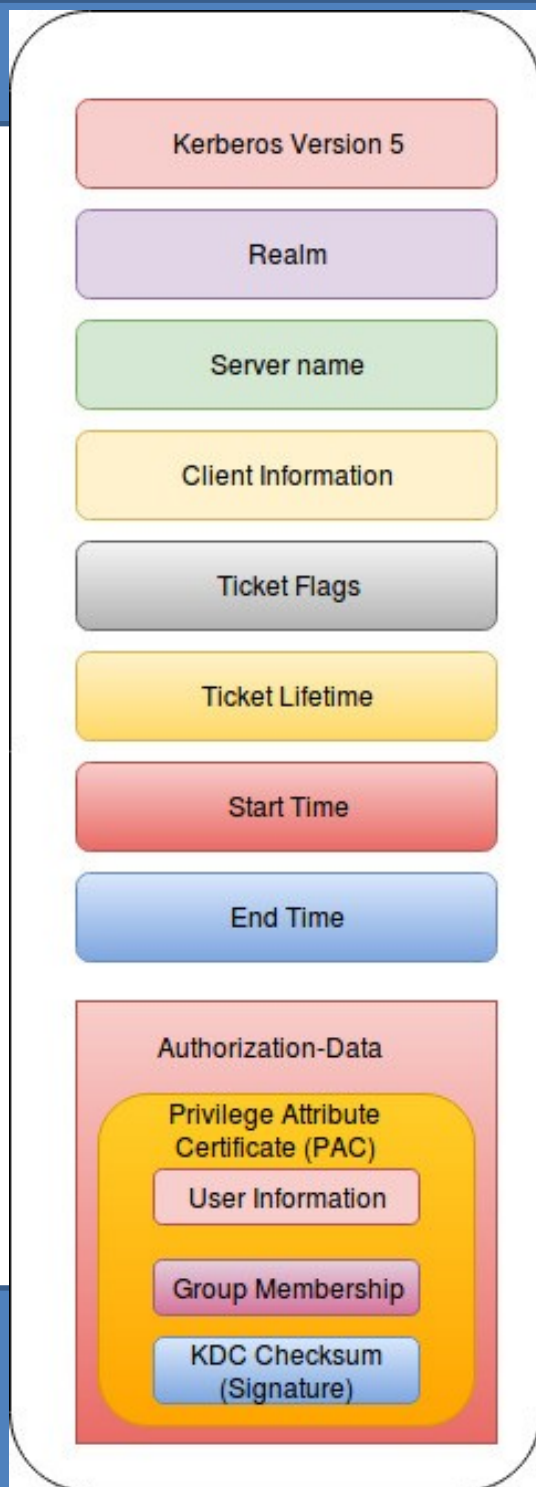 Kerberos Version 5
Realm
Server name
Client Information
Ticket Flags
Ticket Lifetime
Start Time
End Time
Authorization-Data
Privilege Attribute
Certificate (PAC)
User Information
Group Membership
KDC Checksum
(Signature)